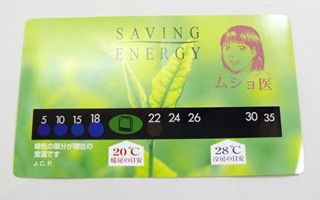 SAVING
ENERGY
ムショ医
5 10 15 18 22 24 26 30 35
緑色の部分が現在の
室温です
J.C.P.
20℃
暖房の目安
28℃
冷房の目安